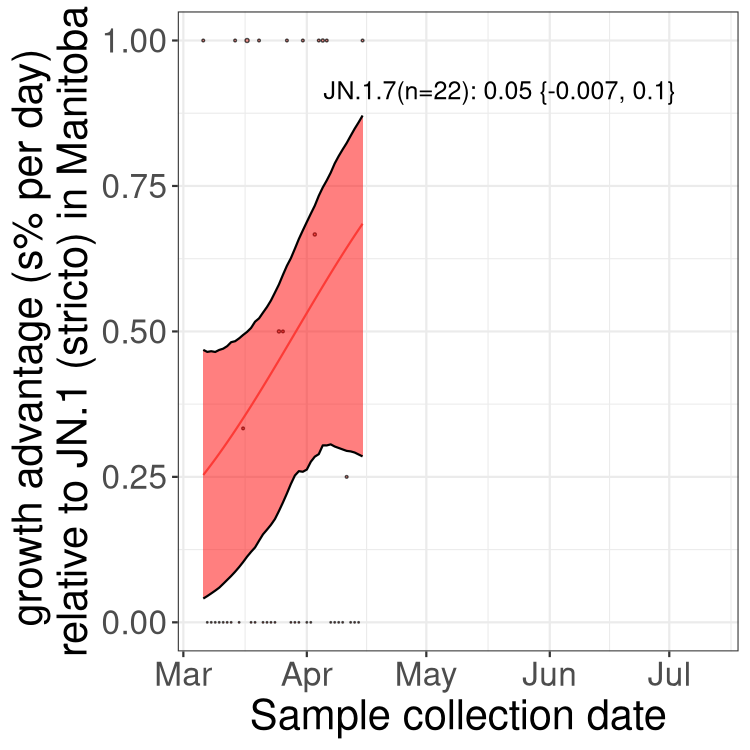 growth advantage (s% per day)
relative to JN.1 (stricto) in Manitoba
1.00
JN.1.7(n=22): 0.05 {-0.007, 0.1}
0.75
0.50
0.25
0.00
Mar Apr May Jun Jul
Sample collection date